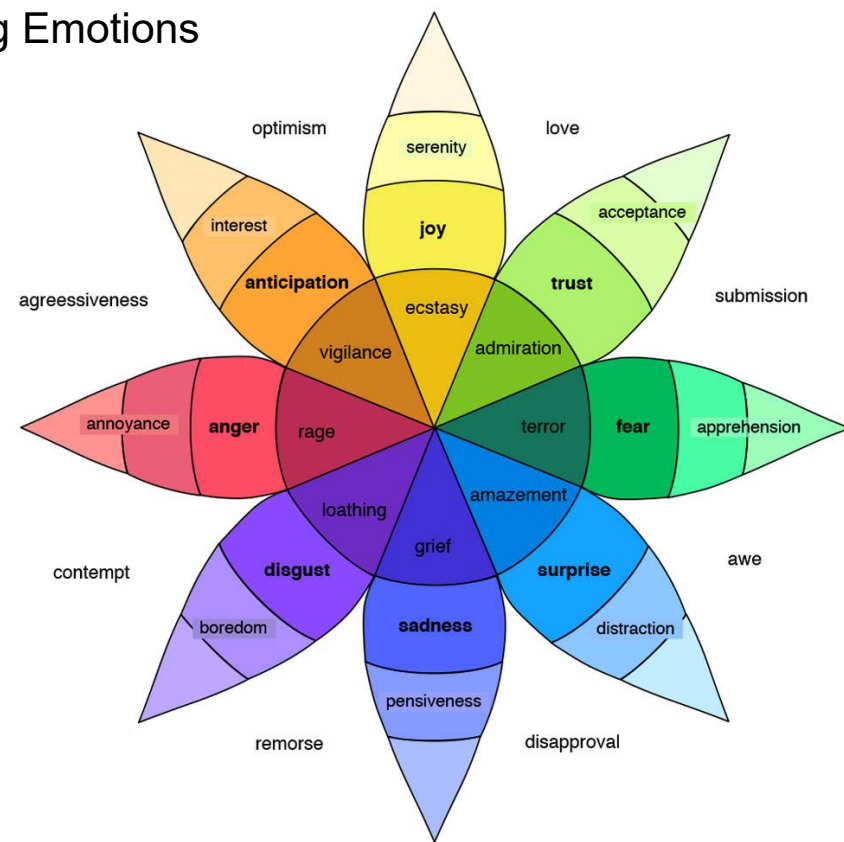 g Emotions
optimism
love
serenity
interest
acceptance
joy
anticipation
trust
agreessiveness
submission
ecstasy
vigilance
admiration
annoyance
anger
rage
terror
fear
apprehension
loathing
amazement
grief
contempt
disgust
surprise
awe
boredom
sadness
distraction
pensiveness
remorse
disapproval